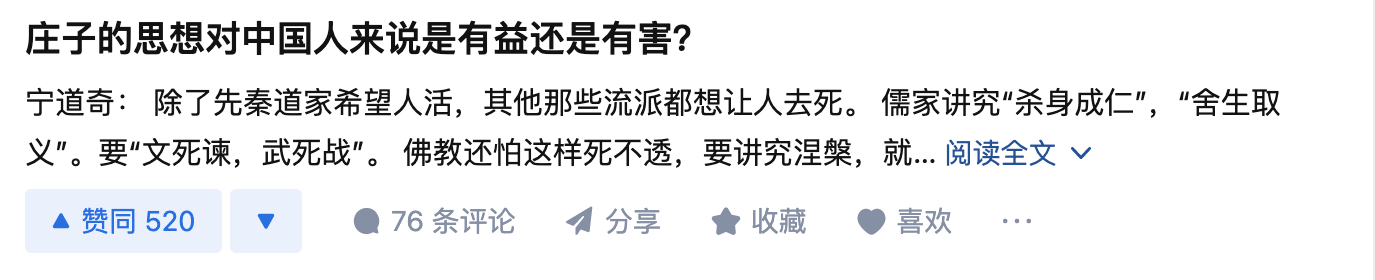 庄子的思想对中国人来说是有益还是有害?
宁道奇： 除了先秦道家希望人活，其他那些流派都想让人去死。 儒家讲究“杀身成仁”，“舍生取
义”。要“文死谏，武死战”。 佛教还怕这样死不透，要讲究涅槃，就... 阅读全文
赞同 520 76 条评论 分享 收藏 喜欢 ···